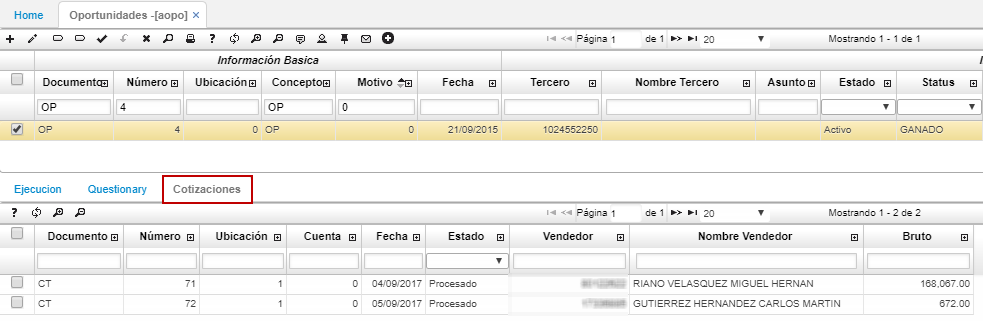 Home Oportunidades -[aopo] ×
Página 1 de 1 20 Mostrando 1 - 1 de 1
Información Basica
Documento Número Ubicación Concepto Motivo Fecha Tercero Nombre Tercero Asunto Estado Status
OP 4 OP 0
OP 4 0 OP 0 21/09/2015 1024552250 Activo GANADO
Ejecucion Questionary Cotizaciones
Página 1 de 1 20 Mostrando 1 - 2 de 2
Documento Número Ubicación Cuenta Fecha Estado Vendedor Nombre Vendedor Bruto
CT 71 1 0 04/09/2017 Procesado RIANO VELASQUEZ MIGUEL HERNAN 168,067.00
CT 72 1 0 05/09/2017 Procesado GUTIERREZ HERNANDEZ CARLOS MARTIN 672.00